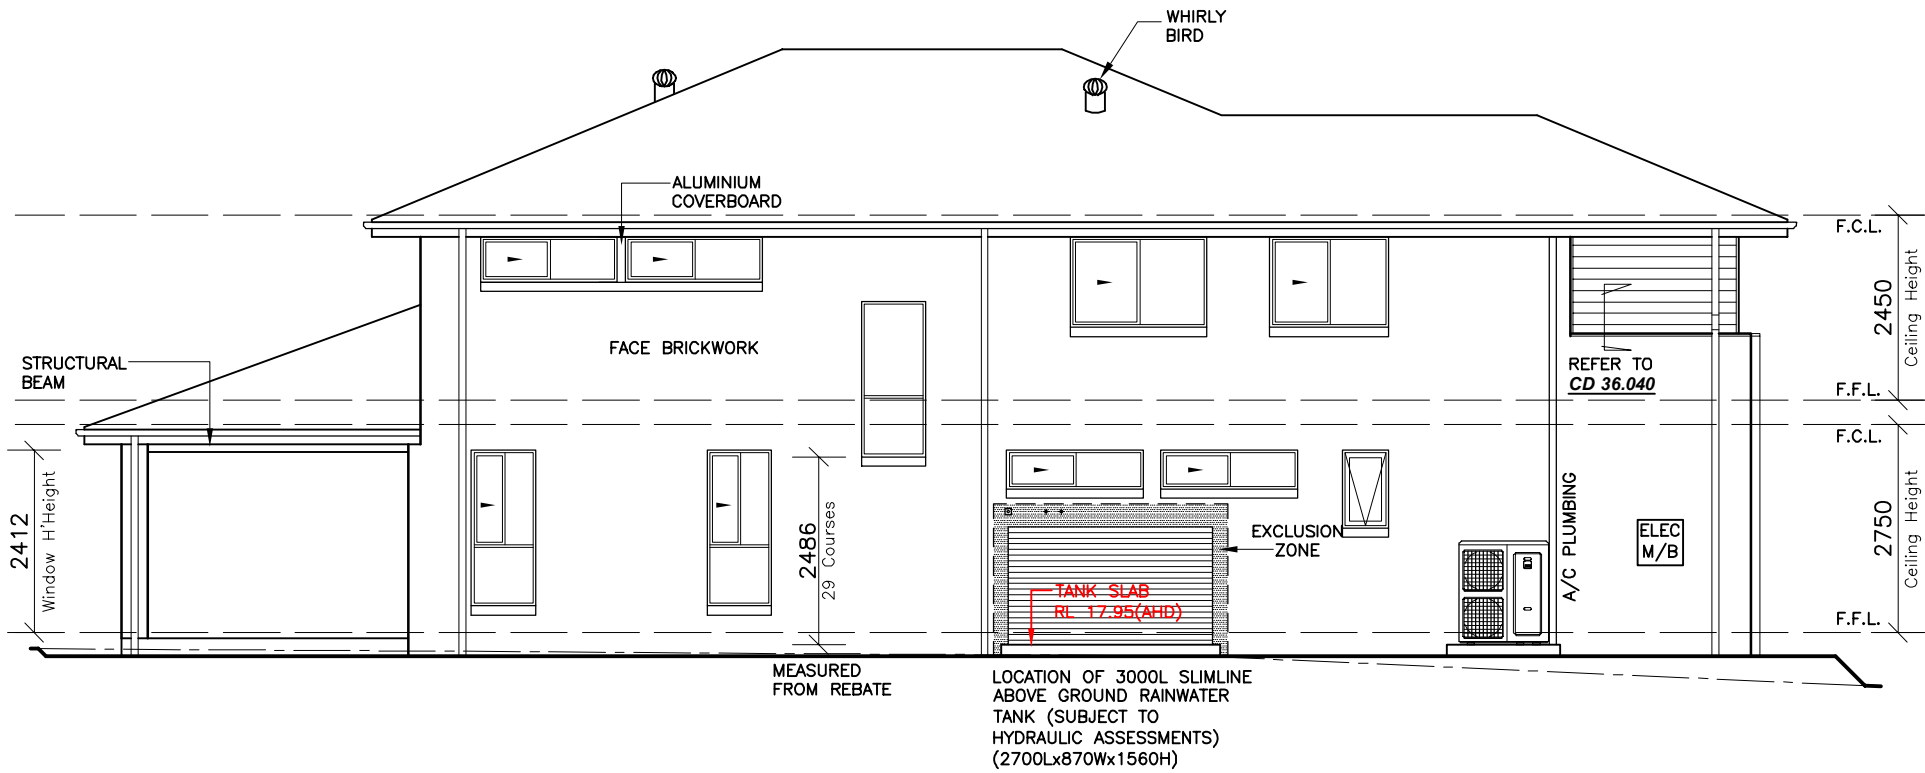 WHIRLY
BIRD
ALUMINIUM
COVERBOARD
F.C.L.
2450
Ceiling Height
FACE BRICKWORK
STRUCTURAL
BEAM
REFER TO
CD 36.040
F.F.L.
F.C.L.
2412
Window H'Height
2486
29 Courses
EXCLUSION
ZONE
A/C PLUMBING
ELEC
M/B
2750
Ceiling Height
TANK SLAB
RL 17.95(AHD)
F.F.L.
MEASURED
FROM REBATE
LOCATION OF 3000L SLIMLINE
ABOVE GROUND RAINWATER
TANK (SUBJECT TO
HYDRAULIC ASSESSMENTS)
(2700Lx870Wx1560H)